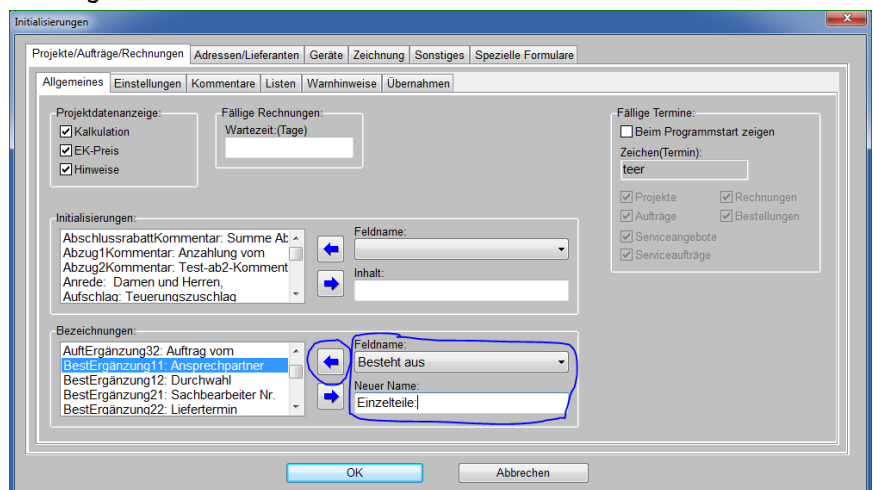 Initialisierungen
Projekte/Aufträge/Rechnungen Adressen/Lieferanten Geräte Zeichnung Sonstiges Spezielle Formulare
Allgemeines Einstellungen Kommentare Listen Warnhinweise Übernahmen
Projektdatenanzeige:
Kalkulation
EK-Preis
Hinweise
Fällige Rechnungen:
Wartezeit:(Tage)
Fällige Termine:
Beim Programmstart zeigen
Zeichen(Termin):
teer
Projekte Rechnungen
Aufträge Bestellungen
Serviceangebote
Serviceaufträge
Initialisierungen:
AbschlussrabattKommentar: Summe Ab
Abzug1Kommentar: Anzahlung vom
Abzug2Kommentar: Test-ab2-Komment
Anrede: Damen und Herren,
Aufschlag: Teuerungszuschlag
Feldname:
Inhalt:
Bezeichnungen:
AuftErgänzung32: Auftrag vom
BestErgänzung11: Ansprechpartner
BestErgänzung12: Durchwahl
BestErgänzung21: Sachbearbeiter Nr.
BestErgänzung22: Liefertermin
Feldname:
Besteht aus
Neuer Name:
Einzelteile:
OK Abbrechen